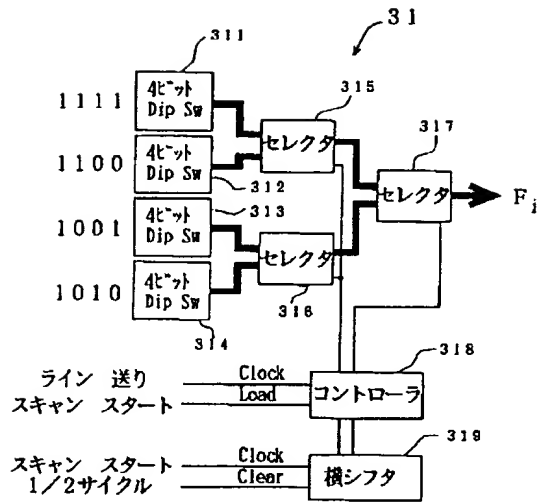 311
31
4ビット
Dip Sw
1111
315
セレクタ
317
4ビット
Dip Sw
1100
312
セレクタ
Fi
313
4ビット
Dip Sw
1001
セレクタ
316
4ビット
Dip Sw
1010
314
318
ライン 送り
Clock
コントローラ
スキャン スタート
Load
319
スキャン スタート
Clock
横シフタ
1/2サイクル
Clear